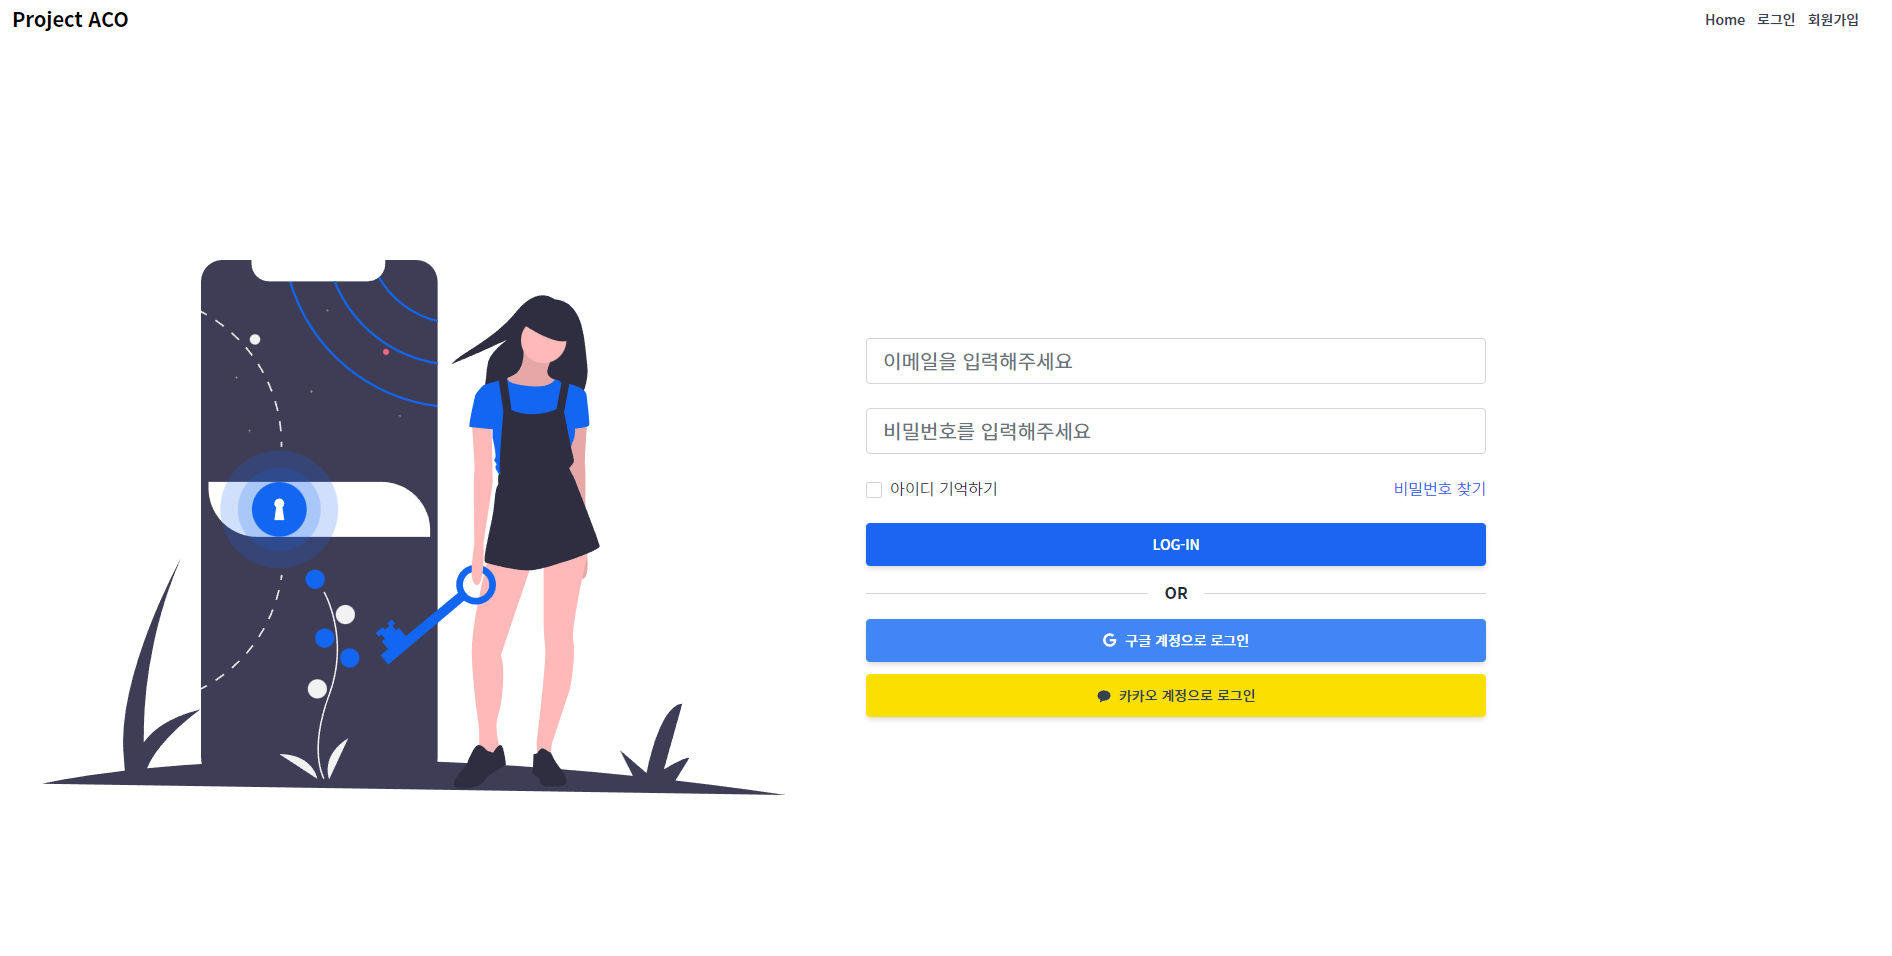 Project ACO
Home 로그인 회원가입
이메일을 입력해주세요
비밀번호를 입력해주세요
아이디 기억하기 비밀번호 찾기
LOG-IN
OR
구글 계정으로 로그인
카카오 계정으로 로그인